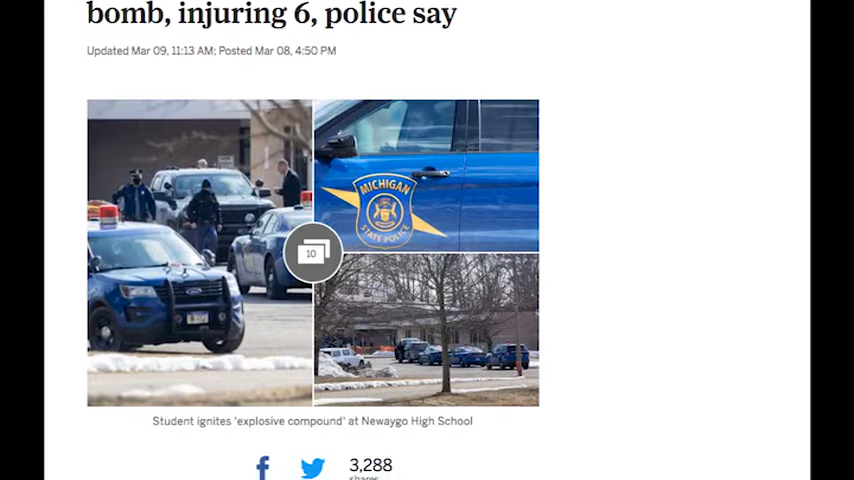 bomb, injuring 6, police say
Updated Mar 09, 11:13 AM; Posted Mar 08, 4:50 PM
MICHIGAN
STATE POLICE
10
Student ignites 'explosive compound' at Newaygo High School
3,288
shares